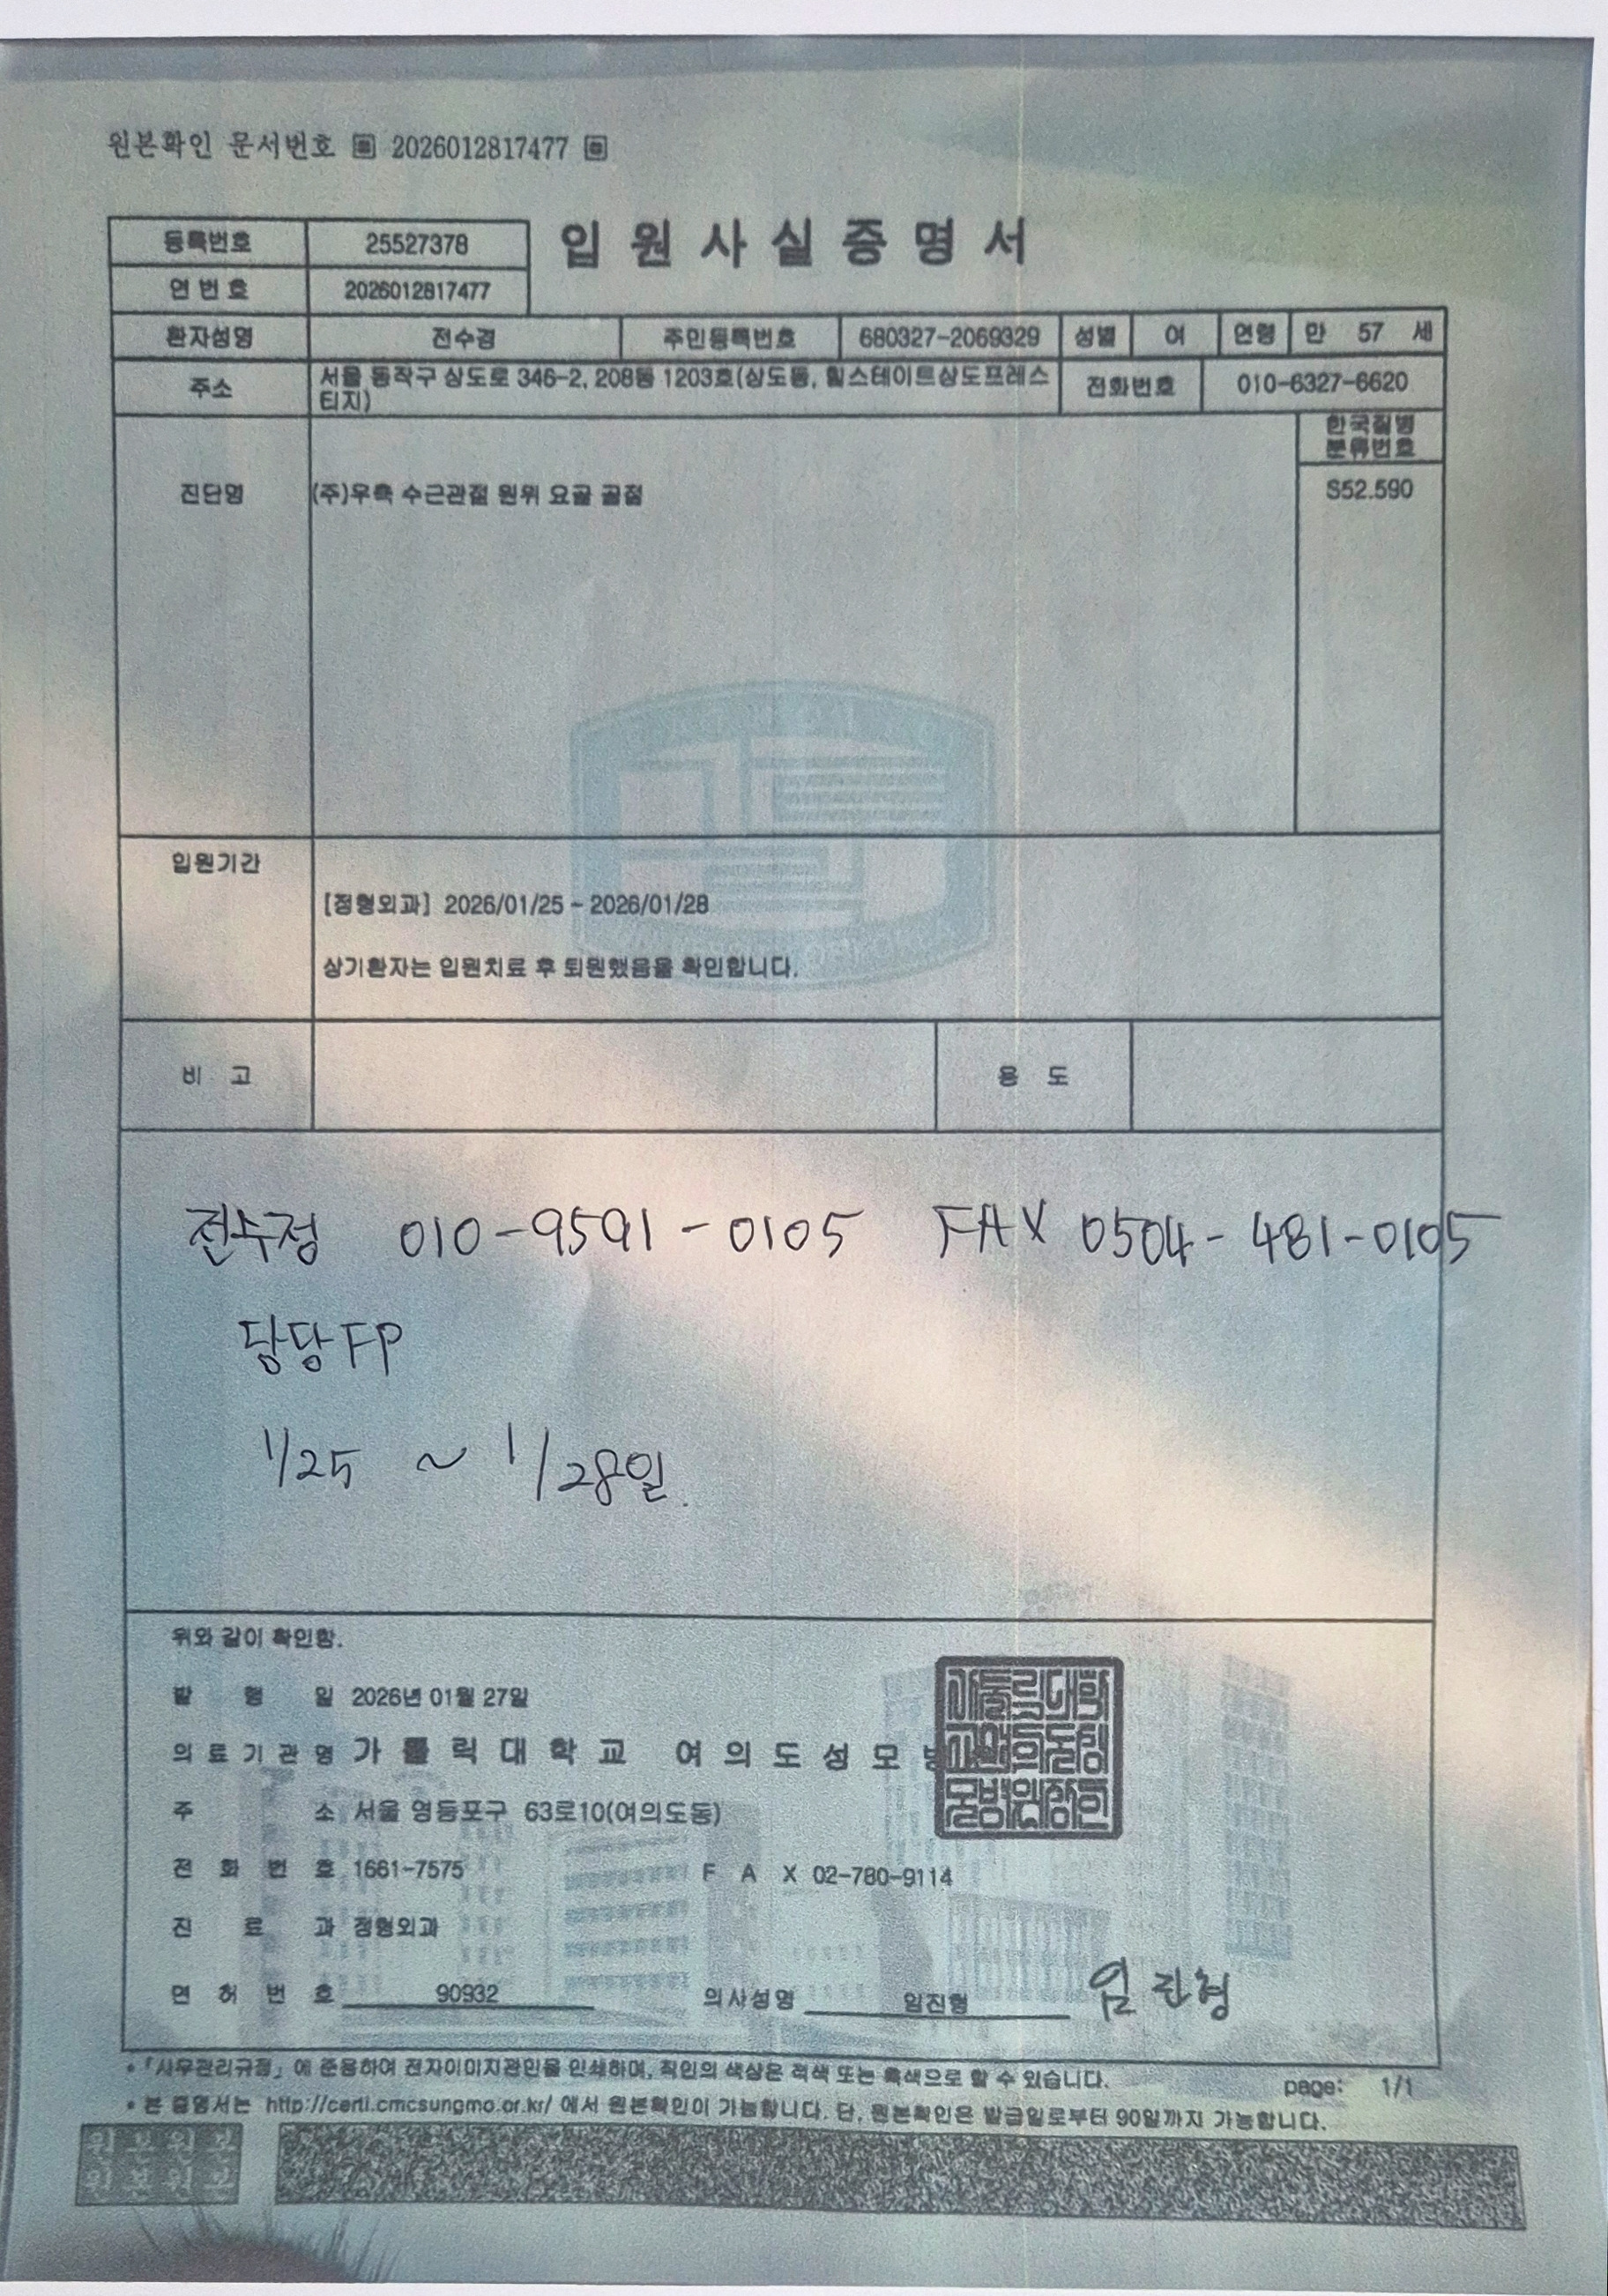 원본확인 문서번호 ▣ 2026012817477 ▣
입원사실증명서
등록번호 25527378
연번호 2026012817477
환자성명 전수경 주민등록번호 680327-2069329 성별 여 연령 만 57 세
주소 서울 동작구 상도로 346-2, 208동 1203호(상도동, 힐스테이트상도프레스
티지) 전화번호 010-6327-6620
한국질병
분류번호
진단명 (주)우측 수근관절 원위 요골 골절 S52.590
입원기간
[정형외과] 2026/01/25 ~ 2026/01/28
상기환자는 입원치료 후 퇴원했음을 확인합니다.
비 고 용 도
전수정 010-9591-0105 FAX 0504-481-0105
당당FP
1/25 ~ 1/28일.
위와 같이 확인함.
발 행 일 2026년 01월 27일
의료기관명 가톨릭대학교 여의도성모
주 소 서울 영등포구 63로10(여의도동)
전화번호 1661-7575 F A X 02-780-9114
진 료 과 정형외과
면허번호 90932 의사성명 임진형 임진형
* 「사무관리규정」에 준용하여 전자이미지관인을 인쇄하며, 직인의 색상은 적색 또는 흑색으로 할 수 있습니다.
page: 1/1
* 본 증명서는 http://certi.cmcsungmo.or.kr/ 에서 원본확인이 가능합니다. 단, 원본확인은 발급일로부터 90일까지 가능합니다.
원본원본
원본원본